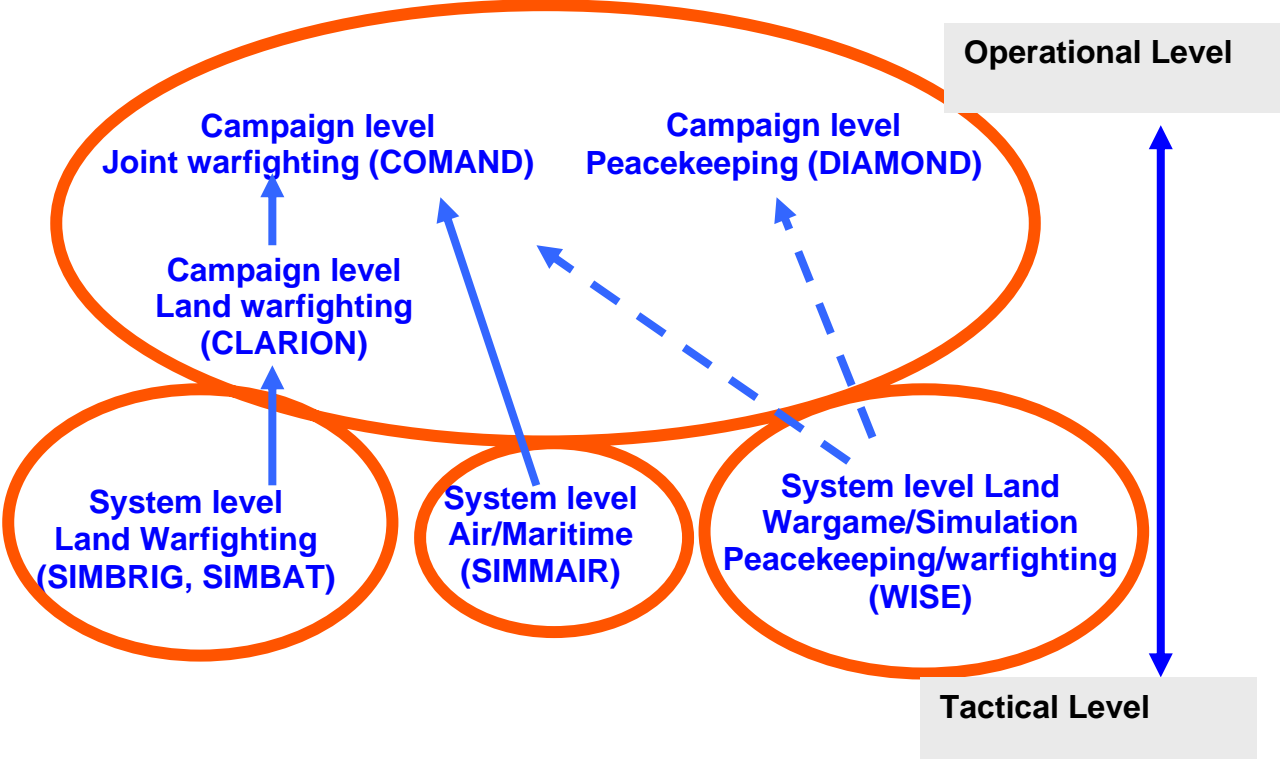 Operational Level
Campaign level
Joint warfighting (COMAND)
Campaign level
Peacekeeping (DIAMOND)
Campaign level
Land warfighting
(CLARION)
System level
Land Warfighting
(SIMBRIG, SIMBAT)
System level
Air/Maritime
(SIMMAIR)
System level Land
Wargame/Simulation
Peacekeeping/warfighting
(WISE)
Tactical Level